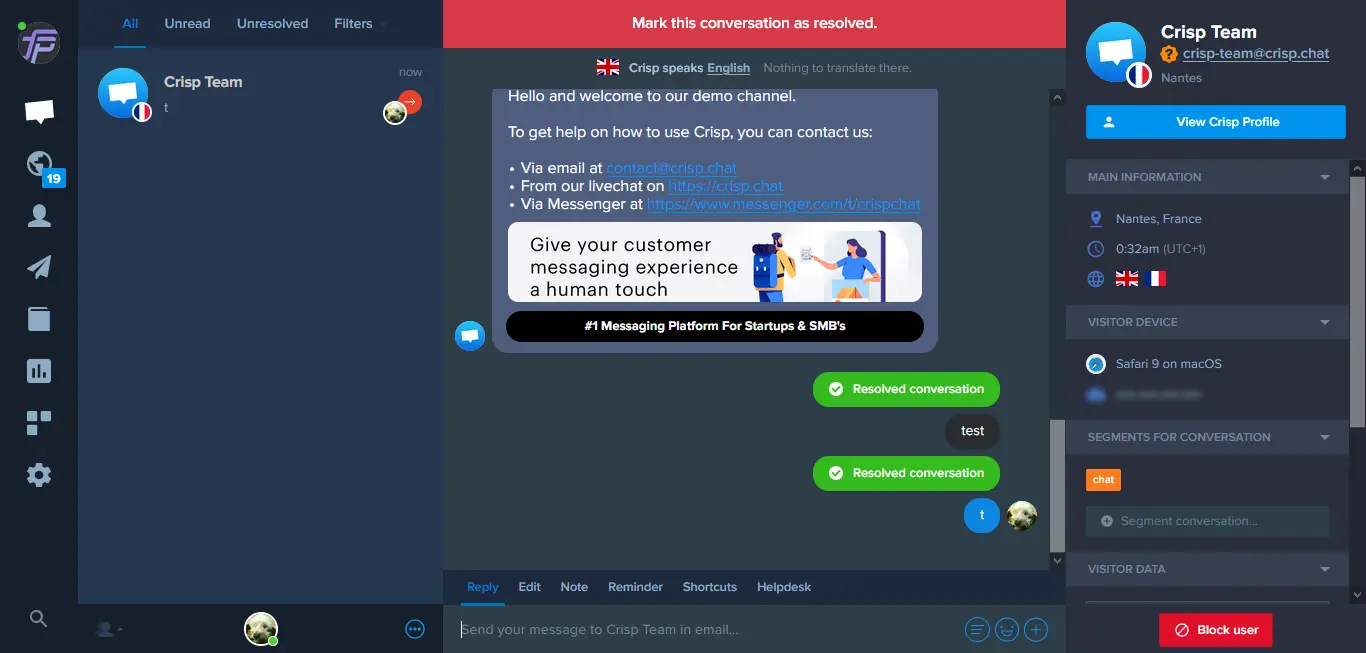 All Unread Unresolved Filters
19
Crisp Team
now
t
Mark this conversation as resolved.
Crisp speaks English Nothing to translate there.
Hello and welcome to our demo channel.
To get help on how to use Crisp, you can contact us:
• Via email at contact@crisp.chat
• From our livechat on https://crisp.chat
• Via Messenger at https://www.messenger.com/t/crispchat
Give your customer
messaging experience
a human touch
#1 Messaging Platform For Startups & SMB's
Resolved conversation
test
Resolved conversation
t
Reply Edit Note Reminder Shortcuts Helpdesk
Send your message to Crisp Team in email...
Crisp Team
crisp-team@crisp.chat
Nantes
View Crisp Profile
MAIN INFORMATION
Nantes, France
0:32am (UTC+1)
VISITOR DEVICE
Safari 9 on macOS
SEGMENTS FOR CONVERSATION
chat
Segment conversation...
VISITOR DATA
Block user